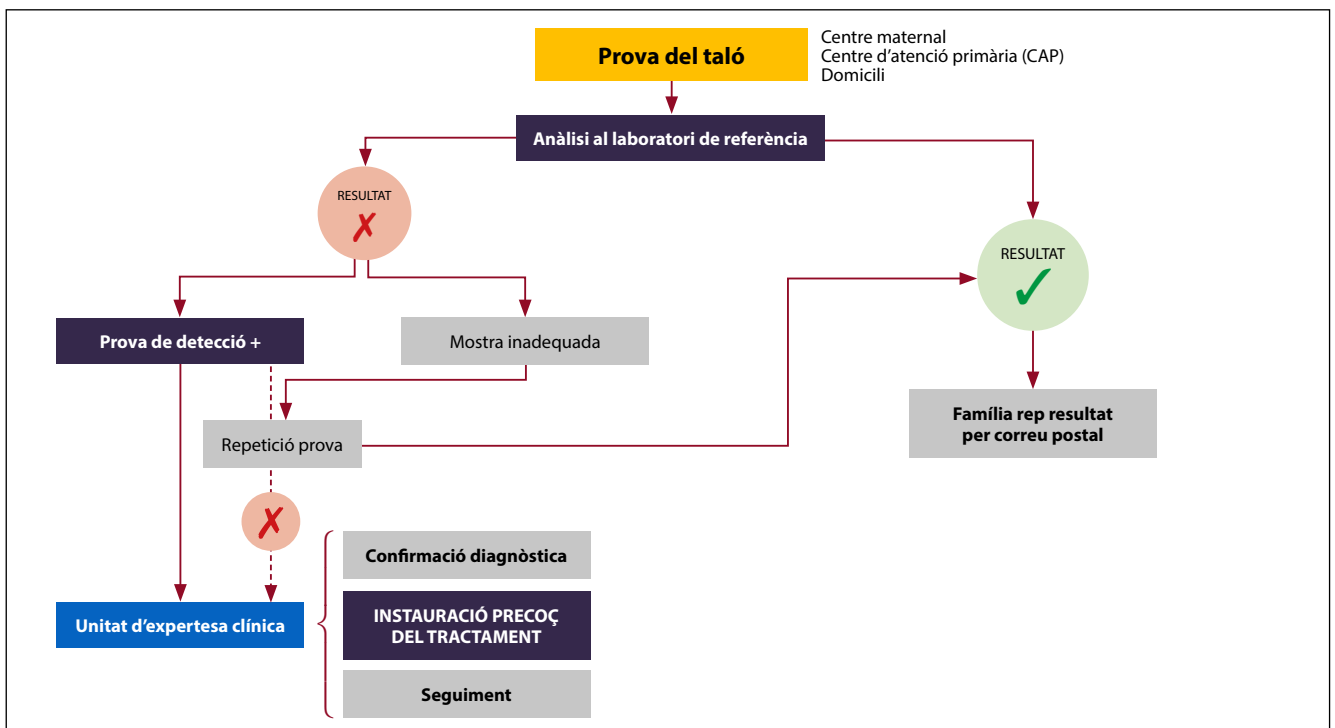 Prova del taló
Centre maternal
Centre d’atenció primària (CAP)
Domicili
Anàlisi al laboratori de referència
RESULTAT
RESULTAT
Prova de detecció +
Mostra inadequada
Família rep resultat
per correu postal
Repetició prova
Confirmació diagnòstica
Unitat d’expertesa clínica
INSTAURACIÓ PRECOÇ
DEL TRACTAMENT
Seguiment